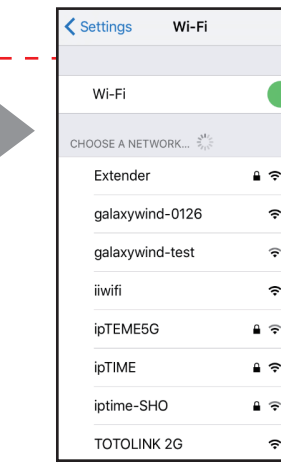 Settings Wi-Fi
Wi-Fi
CHOOSE A NETWORK...
Extender
galaxywind-0126
galaxywind-test
iiwifi
ipTEME5G
ipTIME
iptime-SHO
TOTOLINK 2G